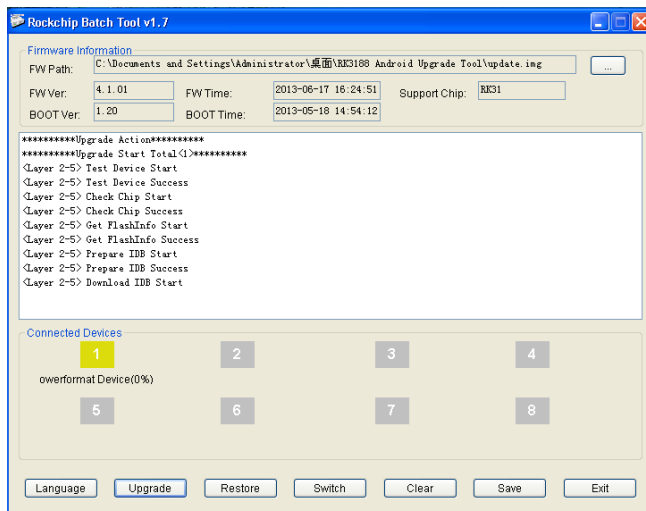 Rockchip Batch Tool v1.7
Firmware Information
FW Path: C:\Documents and Settings\Administrator\桌面\RK3188 Android Upgrade Tool\update.img ...
FW Ver: 4.1.01 FW Time: 2013-06-17 16:24:51 Support Chip: RK31
BOOT Ver: 1.20 BOOT Time: 2013-05-18 14:54:12
**********Upgrade Action**********
**********Upgrade Start Total<1>**********
<Layer 2-5> Test Device Start
<Layer 2-5> Test Device Success
<Layer 2-5> Check Chip Start
<Layer 2-5> Check Chip Success
<Layer 2-5> Get FlashInfo Start
<Layer 2-5> Get FlashInfo Success
<Layer 2-5> Prepare IDB Start
<Layer 2-5> Prepare IDB Success
<Layer 2-5> Download IDB Start
Connected Devices
1 2 3 4
owerformat Device(0%)
5 6 7 8
Language Upgrade Restore Switch Clear Save Exit